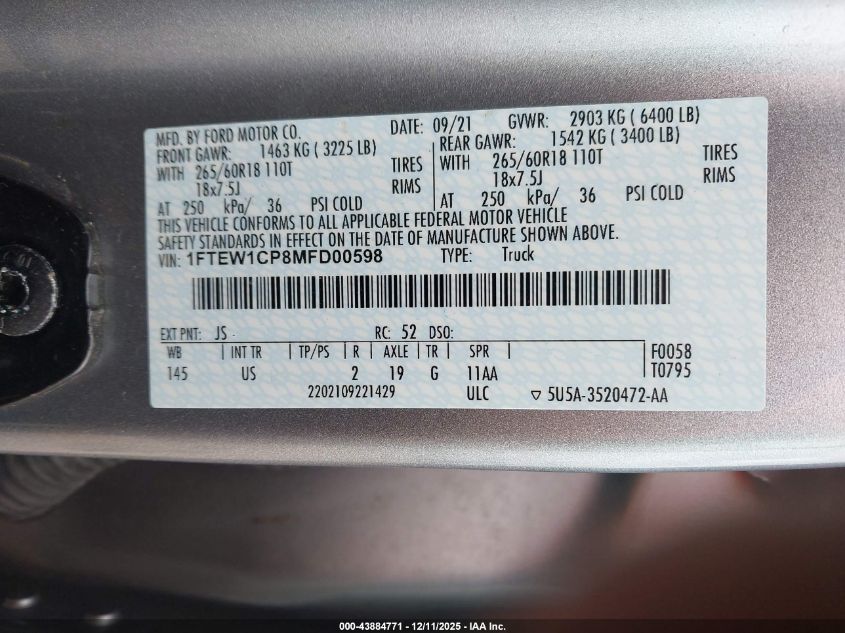 MFD. BY FORD MOTOR CO.
DATE: 09/21 GVWR: 2903 KG ( 6400 LB)
FRONT GAWR: 1463 KG ( 3225 LB)
WITH 265/60R18 110T TIRES
18x7.5J RIMS
AT 250 kPa/ 36 PSI COLD
REAR GAWR: 1542 KG ( 3400 LB)
WITH 265/60R18 110T TIRES
18x7.5J RIMS
AT 250 kPa/ 36 PSI COLD
THIS VEHICLE CONFORMS TO ALL APPLICABLE FEDERAL MOTOR VEHICLE
SAFETY STANDARDS IN EFFECT ON THE DATE OF MANUFACTURE SHOWN ABOVE.
VIN: 1FTEW1CP8MFD00598 TYPE: Truck
EXT PNT: JS RC: 52 DSO:
WB INT TR TP/PS R AXLE TR SPR F0058
145 US 2 19 G 11AA T0795
2202109221429 ULC ▽ 5U5A-3520472-AA
000-43884771 - 12/11/2025 - IAA Inc.